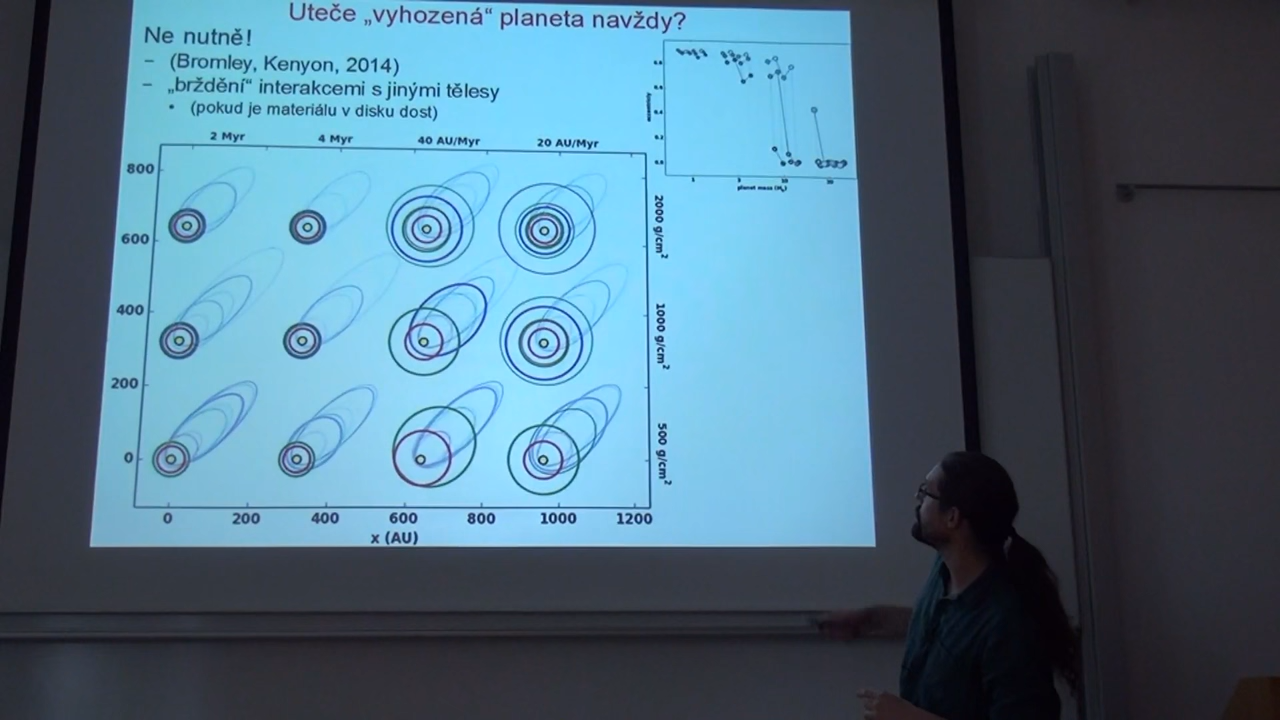 Uteče „vyhozená“ planeta navždy?
Ne nutně!
– (Bromley, Kenyon, 2014)
– „brždění“ interakcemi s jinými tělesy
• (pokud je materiálu v disku dost)
2 Myr 4 Myr 40 AU/Myr 20 AU/Myr
800
600
400
200
0
2000 g/cm²
1000 g/cm²
500 g/cm²
0 200 400 600 800 1000 1200
x (AU)
planet mass